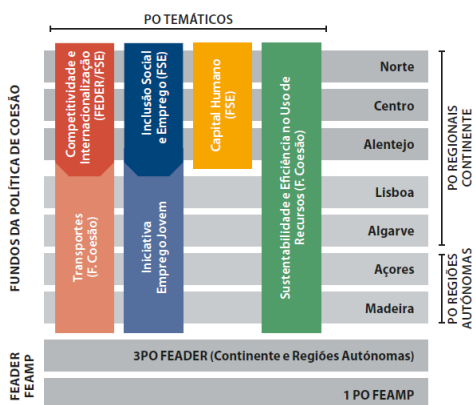 PO TEMÁTICOS
FUNDOS DA POLÍTICA DE COESÃO
Competitividade e
Internacionalização
(FEDER/FSE)
Transportes
(F. Coesão)
Inclusão Social
e Emprego (FSE)
Iniciativa
Emprego Jovem
Capital Humano
(FSE)
Sustentabilidade e Eficiência no Uso de
Recursos (F. Coesão)
Norte
Centro
Alentejo
Lisboa
Algarve
Açores
Madeira
PO REGIONAIS
CONTINENTE
PO REGIÕES
AUTÓNOMAS
FEADER
FEAMP
3PO FEADER (Continente e Regiões Autónomas)
1 PO FEAMP